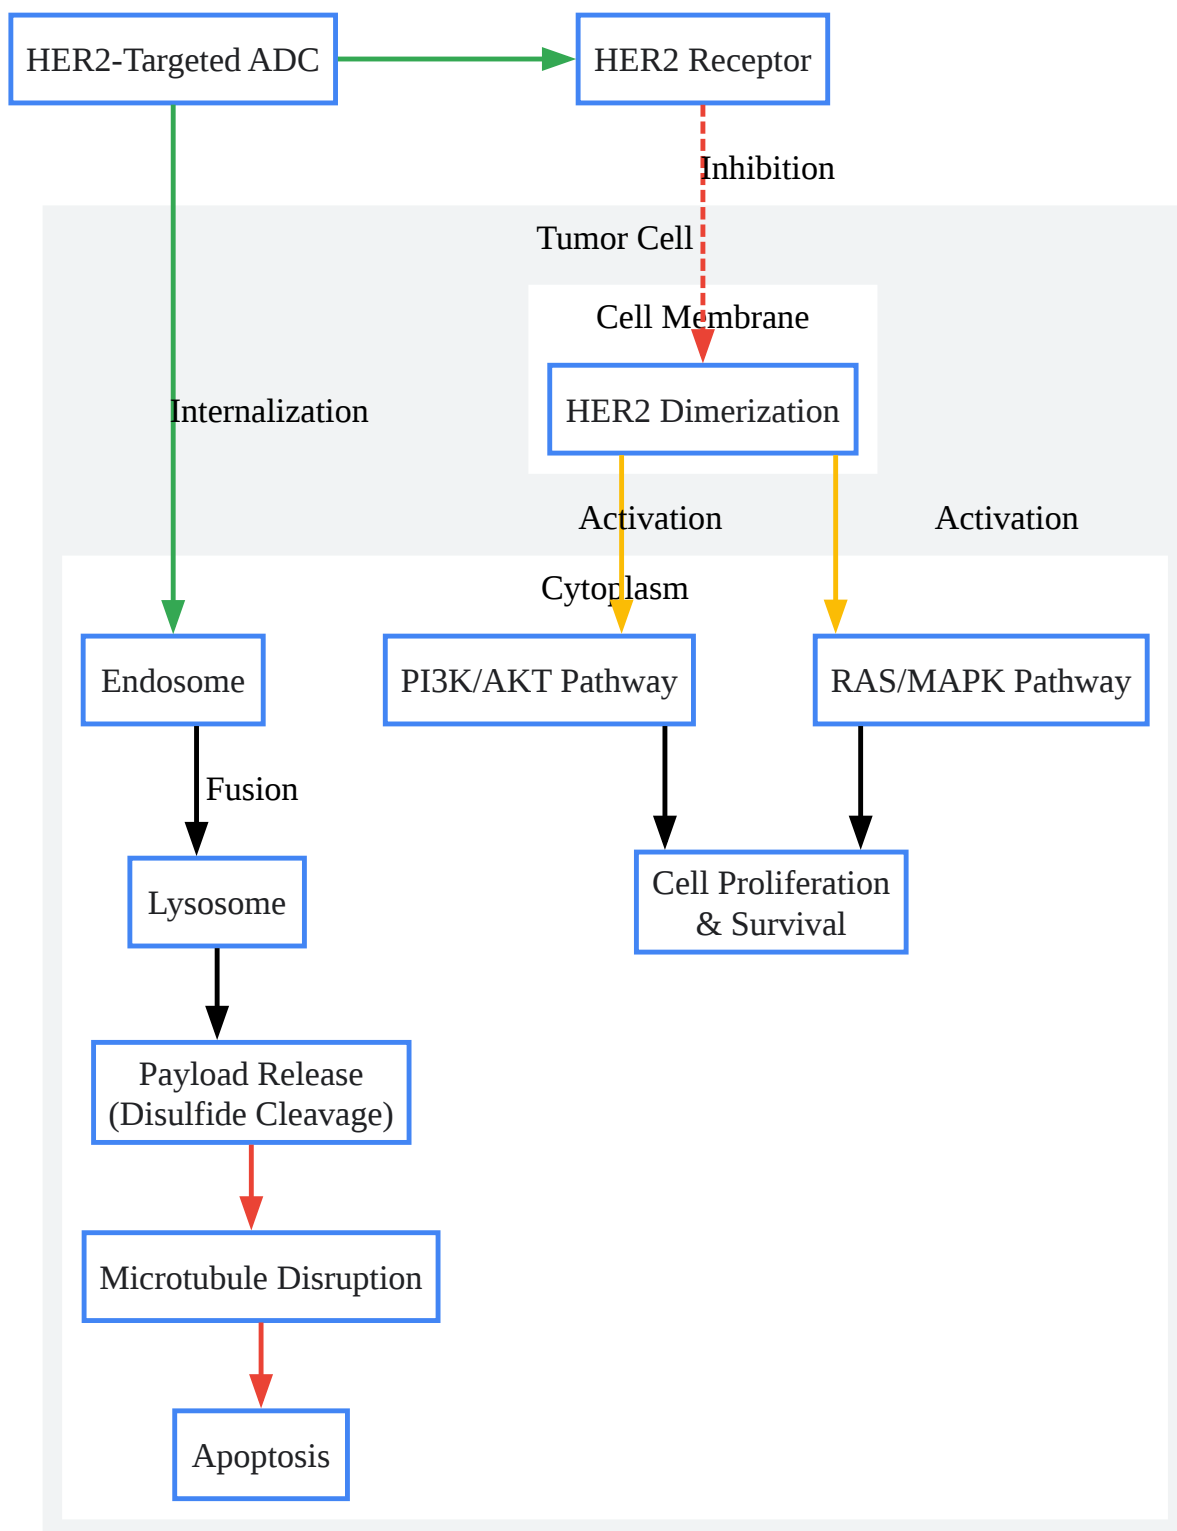 HER2-Targeted ADC
HER2 Receptor
Inhibition
Tumor Cell
Cell Membrane
Internalization
HER2 Dimerization
Activation
Activation
Cytoplasm
Endosome
PI3K/AKT Pathway
RAS/MAPK Pathway
Fusion
Lysosome
Cell Proliferation
& Survival
Payload Release
(Disulfide Cleavage)
Microtubule Disruption
Apoptosis